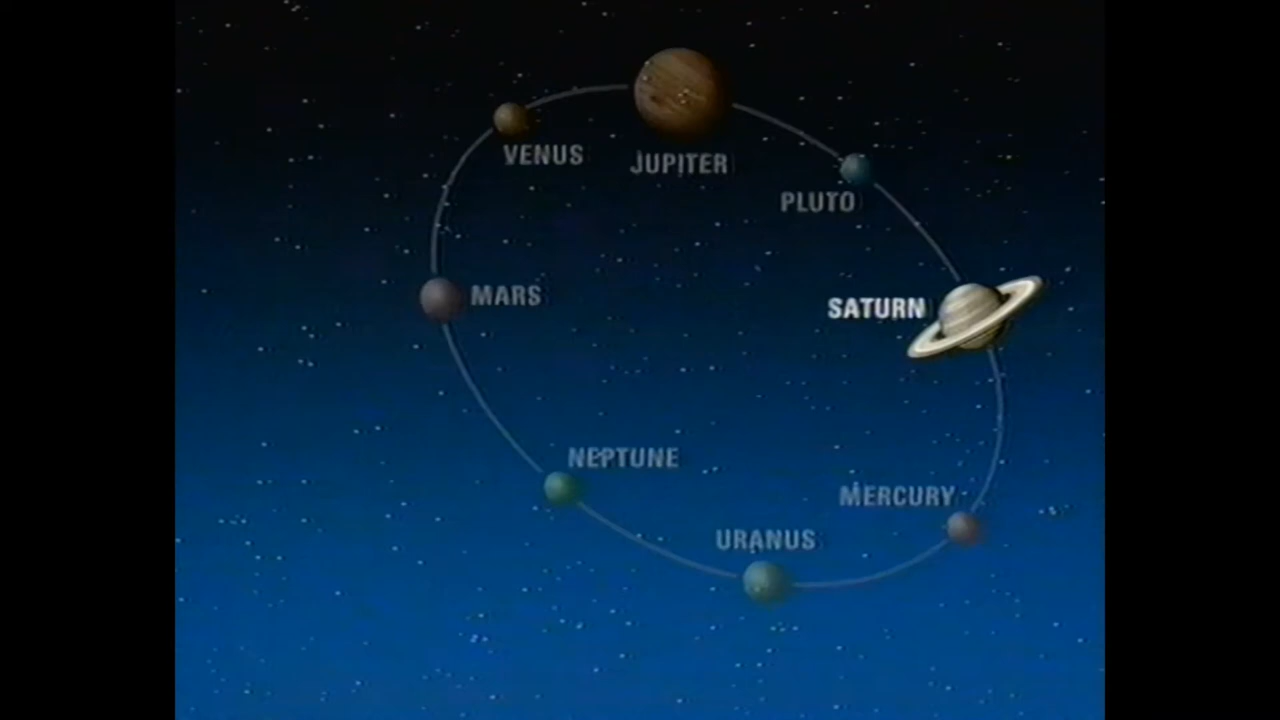 VENUS
JUPITER
PLUTO
MARS
SATURN
NEPTUNE
MERCURY
URANUS